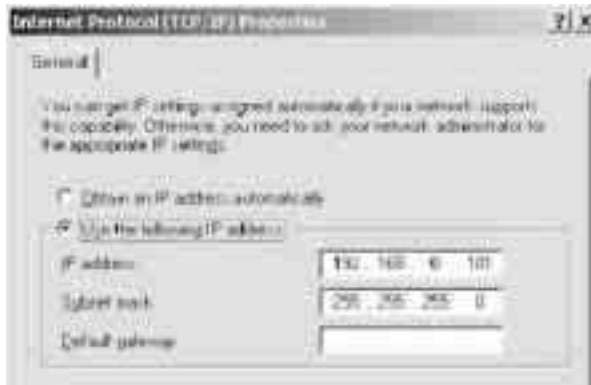 Internet Protocol (TCP/IP) Properties
General
You can get IP settings assigned automatically if your network supports
this capability. Otherwise, you need to ask your network administrator for
the appropriate IP settings.
Obtain an IP address automatically
Use the following IP address:
IP address:
192 . 168 . 101
Subnet mask:
255 . 255 . 255 . 0
Default gateway: